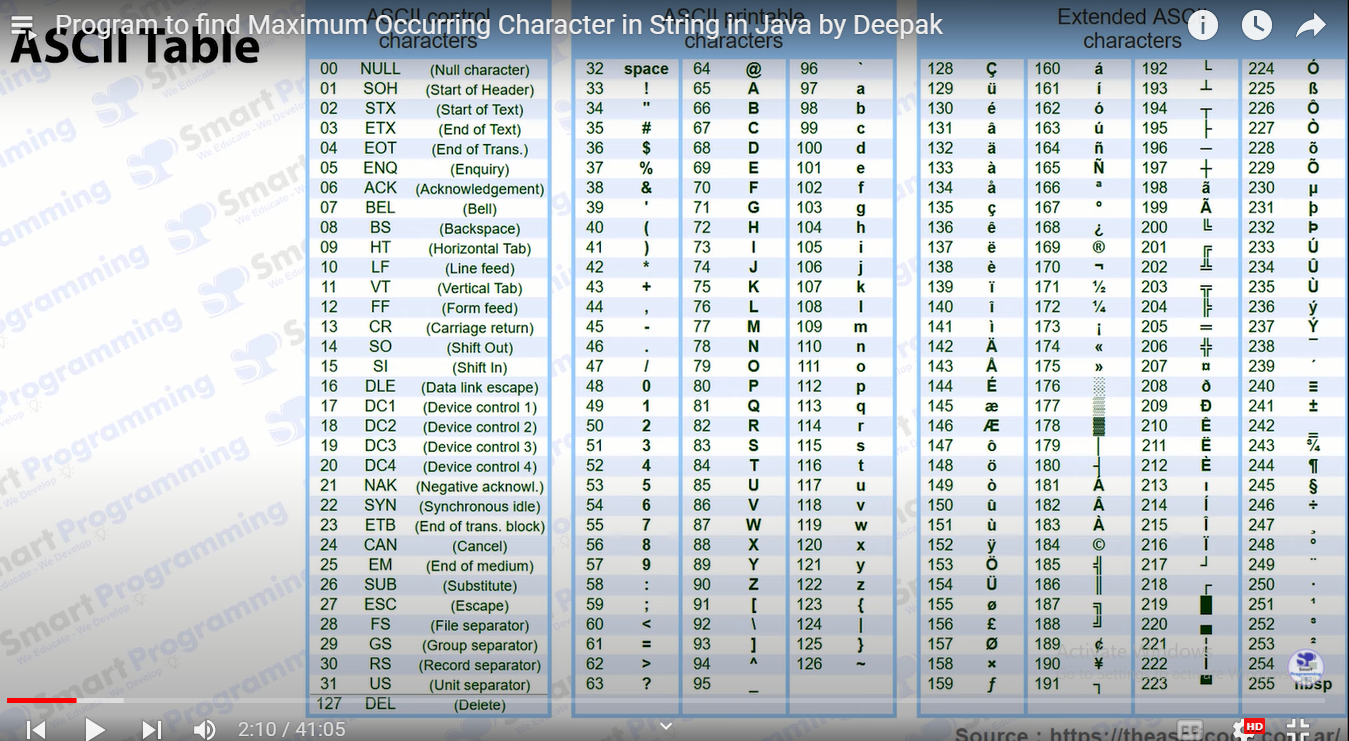 Program to find Maximum Occurring Character in String in Java by Deepak
ASCII Table
ASCII control characters
ASCII printable characters
Extended ASCII characters
00 NULL (Null character) 32 space 64 @ 96 ` 128 Ç 160 á 192 └ 224 Ó
01 SOH (Start of Header) 33 ! 65 A 97 a 129 ü 161 í 193 ┴ 225 ß
02 STX (Start of Text) 34 " 66 B 98 b 130 é 162 ó 194 ┬ 226 Ô
03 ETX (End of Text) 35 # 67 C 99 c 131 â 163 ú 195 ├ 227 Ò
04 EOT (End of Trans.) 36 $ 68 D 100 d 132 ä 164 ñ 196 ─ 228 õ
05 ENQ (Enquiry) 37 % 69 E 101 e 133 à 165 Ñ 197 ┼ 229 Õ
06 ACK (Acknowledgement) 38 & 70 F 102 f 134 å 166 ª 198 ã 230 µ
07 BEL (Bell) 39 ' 71 G 103 g 135 ç 167 º 199 Ã 231 þ
08 BS (Backspace) 40 ( 72 H 104 h 136 ê 168 ¿ 200 ╚ 232 Þ
09 HT (Horizontal Tab) 41 ) 73 I 105 i 137 ë 169 ® 201 ╔ 233 Ú
10 LF (Line feed) 42 * 74 J 106 j 138 è 170 ¬ 202 ╩ 234 Û
11 VT (Vertical Tab) 43 + 75 K 107 k 139 ï 171 ½ 203 ╦ 235 Ù
12 FF (Form feed) 44 , 76 L 108 l 140 î 172 ¼ 204 ╠ 236 ý
13 CR (Carriage return) 45 - 77 M 109 m 141 ì 173 ¡ 205 ═ 237 Ý
14 SO (Shift Out) 46 . 78 N 110 n 142 Ä 174 « 206 ╬ 238 ¯
15 SI (Shift In) 47 / 79 O 111 o 143 Å 175 » 207 ¤ 239 ´
16 DLE (Data link escape) 48 0 80 P 112 p 144 É 176 ░ 208 ð 240 ≡
17 DC1 (Device control 1) 49 1 81 Q 113 q 145 æ 177 ▒ 209 Ð 241 ±
18 DC2 (Device control 2) 50 2 82 R 114 r 146 Æ 178 ▓ 210 Ê 242 ‗
19 DC3 (Device control 3) 51 3 83 S 115 s 147 ô 179 │ 211 Ë 243 ¾
20 DC4 (Device control 4) 52 4 84 T 116 t 148 ö 180 ┤ 212 È 244 ¶
21 NAK (Negative acknowl.) 53 5 85 U 117 u 149 ò 181 Á 213 ı 245 §
22 SYN (Synchronous idle) 54 6 86 V 118 v 150 û 182 Â 214 Í 246 ÷
23 ETB (End of trans. block) 55 7 87 W 119 w 151 ù 183 À 215 Î 247 ¸
24 CAN (Cancel) 56 8 88 X 120 x 152 ÿ 184 © 216 Ï 248 °
25 EM (End of medium) 57 9 89 Y 121 y 153 Ö 185 ╣ 217 ┘ 249 ¨
26 SUB (Substitute) 58 : 90 Z 122 z 154 Ü 186 ║ 218 ┌ 250 ·
27 ESC (Escape) 59 ; 91 [ 123 { 155 ø 187 ╗ 219 █ 251 ¹
28 FS (File separator) 60 < 92 \ 124 | 156 £ 188 ╝ 220 ▄ 252 ³
29 GS (Group separator) 61 = 93 ] 125 } 157 Ø 189 ¢ 221 ¦ 253 ²
30 RS (Record separator) 62 > 94 ^ 126 ~ 158 × 190 ¥ 222 Ì 254
31 US (Unit separator) 63 ? 95 _ 159 ƒ 191 ┐ 223 ▀ 255 nbsp
127 DEL (Delete)
Activate Windows
Smart Programming
We Educate - We Develop
2:10 / 41:05
HD
Source : https://theasciicode.com.ar/